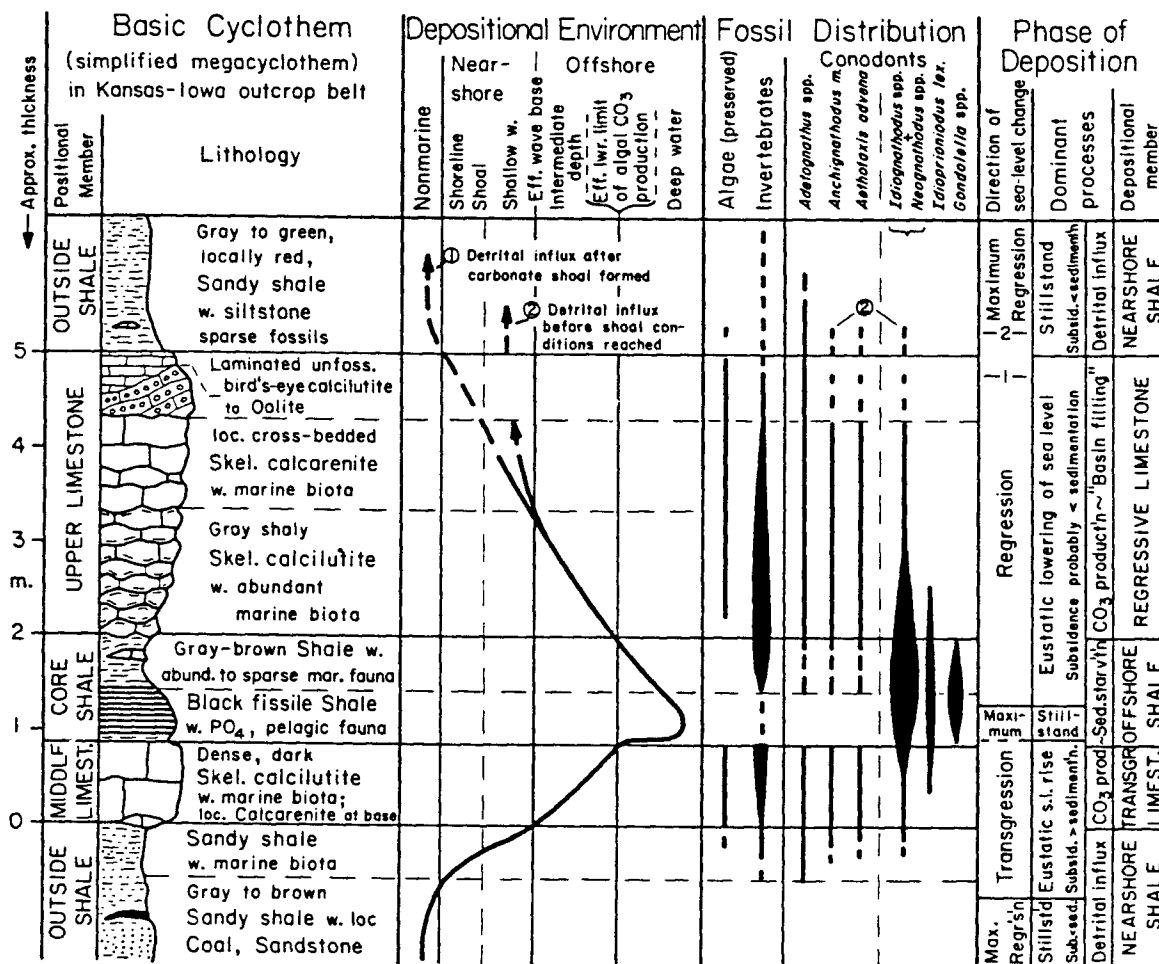 Basic Cyclothem
(simplified megacyclothem)
in Kansas-Iowa outcrop belt
Approx. thickness
Positional
Member
Lithology
Depositional Environment
Near-
shore
Offshore
Nonmarine
Shoreline
Shoal
Shallow w.
Eff. wave base
Intermediate
depth
Eff. lwr. limit
of algal CO3
production
Deep water
Fossil Distribution
Conodonts
Algae (preserved)
Invertebrates
Adetognathus spp.
Anchignathodus m.
Aethotaxis advena
Idiognathodus spp.
+
Neognathodus spp.
Idioprioniodus lex.
Gondolella spp.
Phase of
Deposition
Direction of
sea-level change
Dominant
processes
Depositional
member
OUTSIDE
SHALE
Gray to green,
locally red,
Sandy shale
w. siltstone
sparse fossils
① Detrital influx after
carbonate shoal formed
② Detrital influx
before shoal con-
ditions reached
②
Maximum
Regression
2
1
Stillstand
Subsid.<sedimentn
Detrital influx
NEARSHORE
SHALE
5
4
3
m.
2
1
0
UPPER LIMESTONE
Laminated unfoss.
bird's-eye calcilutite
to Oolite
loc. cross-bedded
Skel. calcarenite
w. marine biota
Gray shaly
Skel. calcilutite
w. abundant
marine biota
Regression
Eustatic lowering of sea level
Subsidence probably < sedimentation
CO3 productn~"Basin filling"
REGRESSIVE LIMESTONE
CORE
SHALE
Gray-brown Shale w.
abund. to sparse mar. fauna
Black fissile Shale
w. PO4, pelagic fauna
Maxi-
mum
Still-
stand
~Sed.starv'th
OFFSHORE
SHALE
MIDDLE
LIMEST.
Dense, dark
Skel. calcilutite
w. marine biota;
loc. Calcarenite at base
Transgression
Eustatic s.l. rise
Subsid. > sedimentn.
CO3 prod.
TRANSGR.
LIMEST.
OUTSIDE
SHALE
Sandy shale
w. marine biota
Gray to brown
Sandy shale w. loc
Coal, Sandstone
Max.
Regr'sn
Stillstd
Sub.<sed.
Detrital influx
NEARSHORE
SHALE